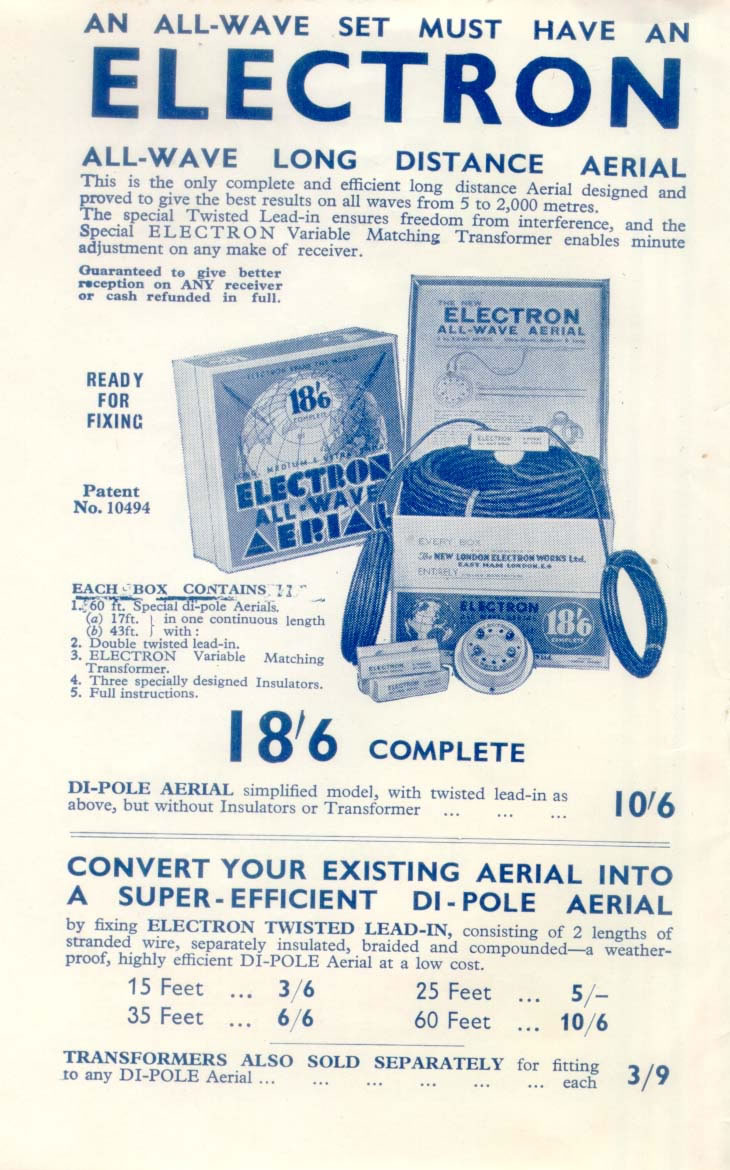 AN ALL-WAVE SET MUST HAVE AN
ELECTRON
ALL-WAVE LONG DISTANCE AERIAL
This is the only complete and efficient long distance Aerial designed and
proved to give the best results on all waves from 5 to 2,000 metres.
The special Twisted Lead-in ensures freedom from interference, and the
Special ELECTRON Variable Matching Transformer enables minute
adjustment on any make of receiver.
Guaranteed to give better
reception on ANY receiver
or cash refunded in full.
READY
FOR
FIXING
Patent
No. 10494
18'6
COMPLETE
ELECTRON
ALL-WAVE
AERIAL
THE NEW
ELECTRON
ALL-WAVE AERIAL
ELECTRON
EVERY BOX
The NEW LONDON ELECTRON WORKS Ltd.
EAST HAM LONDON, E.6
ENTIRELY
ELECTRON
18'6
COMPLETE
ELECTRON
ELECTRON
EACH BOX CONTAINS
1. 60 ft. Special di-pole Aerials.
(a) 17ft. } in one continuous length
(b) 43ft. } with :
2. Double twisted lead-in.
3. ELECTRON Variable Matching
Transformer.
4. Three specially designed Insulators.
5. Full instructions.
18'6 COMPLETE
DI-POLE AERIAL simplified model, with twisted lead-in as
above, but without Insulators or Transformer ... ... ... 10'6
CONVERT YOUR EXISTING AERIAL INTO
A SUPER-EFFICIENT DI-POLE AERIAL
by fixing ELECTRON TWISTED LEAD-IN, consisting of 2 lengths of
stranded wire, separately insulated, braided and compounded—a weather-
proof, highly efficient DI-POLE Aerial at a low cost.
15 Feet ... 3/6 25 Feet ... 5/-
35 Feet ... 6/6 60 Feet ... 10/6
TRANSFORMERS ALSO SOLD SEPARATELY for fitting
to any DI-POLE Aerial ... ... ... ... ... ... each 3/9